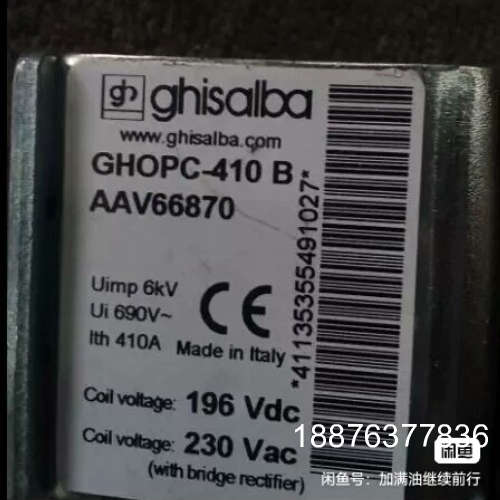 gh ghisalba
www.ghisalba.com
GHOPC-410 B
AAV66870
Uimp 6kV
Ui 690V~
Ith 410A
CE
Made in Italy
*41135355491027*
Coil voltage: 196 Vdc
Coil voltage: 230 Vac
(with bridge rectifier)
18876377836
闲鱼
闲鱼号：加满油继续前行